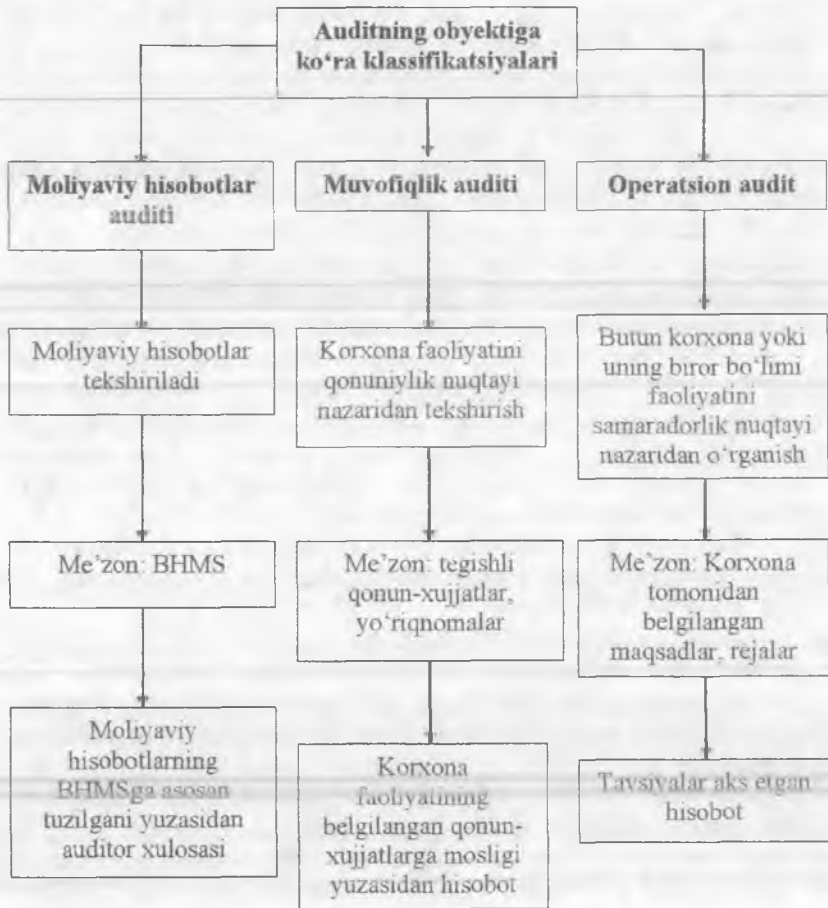 Auditning obyektiga
ko‘ra klassifikatsiyalari
Moliyaviy hisobotlar
auditi
Muvofiqlik auditi
Operatsion audit
Moliyaviy hisobotlar
tekshiriladi
Korxona faoliyatini
qonuniylik nuqtayi
nazaridan tekshirish
Butun korxona yoki
uning biror bo‘limi
faoliyatini
samaradorlik nuqtayi
nazaridan o‘rganish
Me’zon: BHMS
Me’zon: tegishli
qonun-xujjatlar,
yo‘riqnomalar
Me’zon: Korxona
tomonidan
belgilangan
maqsadlar, rejalar
Moliyaviy
hisobotlarning
BHMSga asosan
tuzilgani yuzasidan
auditor xulosasi
Korxona
faoliyatining
belgilangan qonun-
xujjatlarga mosligi
yuzasidan hisobot
Tavsiyalar aks etgan
hisobot